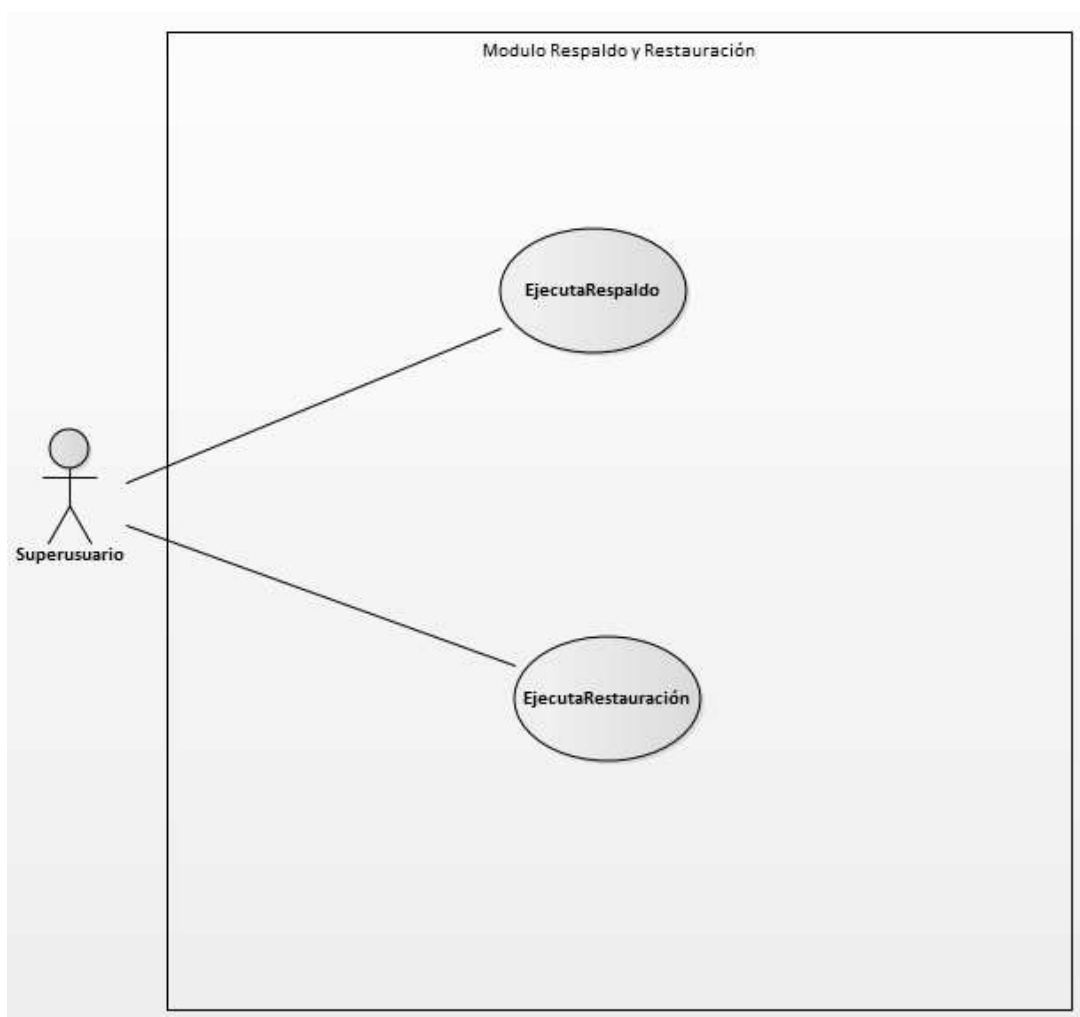 Modulo Respaldo y Restauración
EjecutaRespaldo
Superusuario
EjecutaRestauración